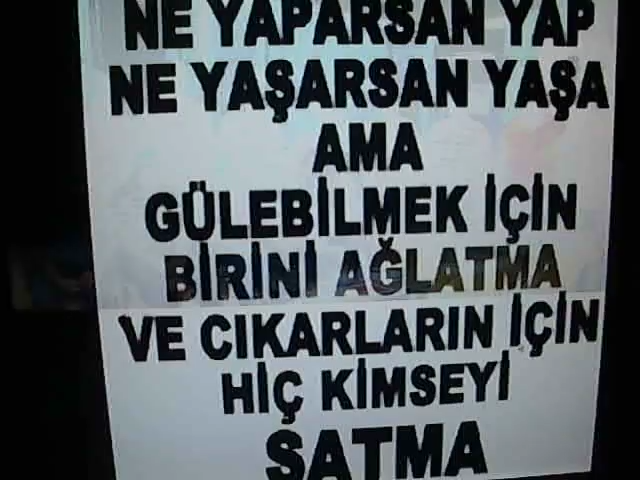 NE YAPARSAN YAP
NE YAŞARSAN YAŞA
AMA
GÜLEBİLMEK İÇİN
BİRİNİ AĞLATMA
VE CIKARLARIN İÇİN
HİÇ KİMSEYİ
SATMA